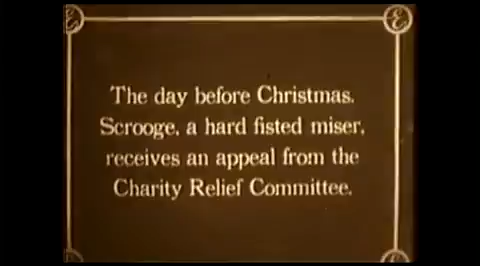 The day before Christmas.
Scrooge, a hard fisted miser,
receives an appeal from the
Charity Relief Committee.